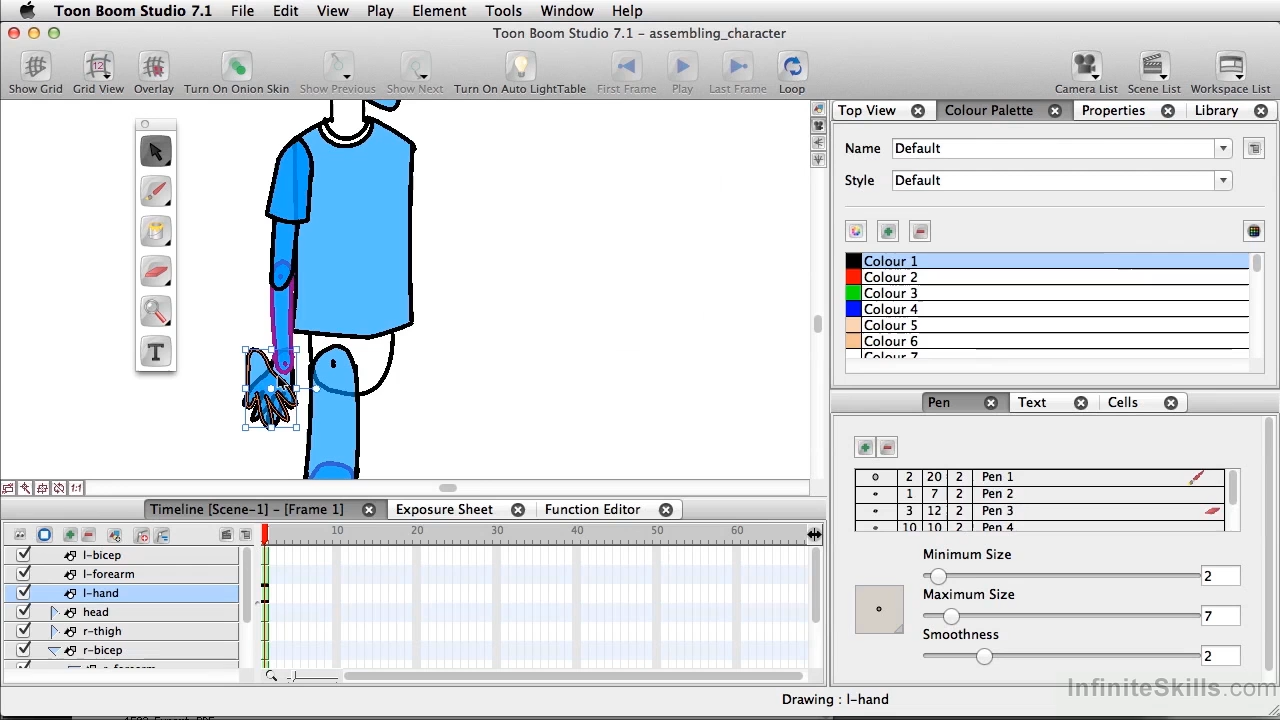 Toon Boom Studio 7.1 File Edit View Play Element Tools Window Help
Toon Boom Studio 7.1 - assembling_character
Show Grid Grid View Overlay Turn On Onion Skin Show Previous Show Next Turn On Auto LightTable First Frame Play Last Frame Loop Camera List Scene List Workspace List
12
Top View Colour Palette Properties Library
Name Default
Style Default
Colour 1
Colour 2
Colour 3
Colour 4
Colour 5
Colour 6
Colour 7
T
Pen Text Cells
2 20 2 Pen 1
1 7 2 Pen 2
3 12 2 Pen 3
10 10 2 Pen 4
Minimum Size
2
Maximum Size
7
Smoothness
2
1:1
Timeline [Scene-1] - [Frame 1] Exposure Sheet Function Editor
10 20 30 40 50 60
l-bicep
l-forearm
l-hand
head
r-thigh
r-bicep
r-forearm
Drawing : l-hand
InfiniteSkills.com